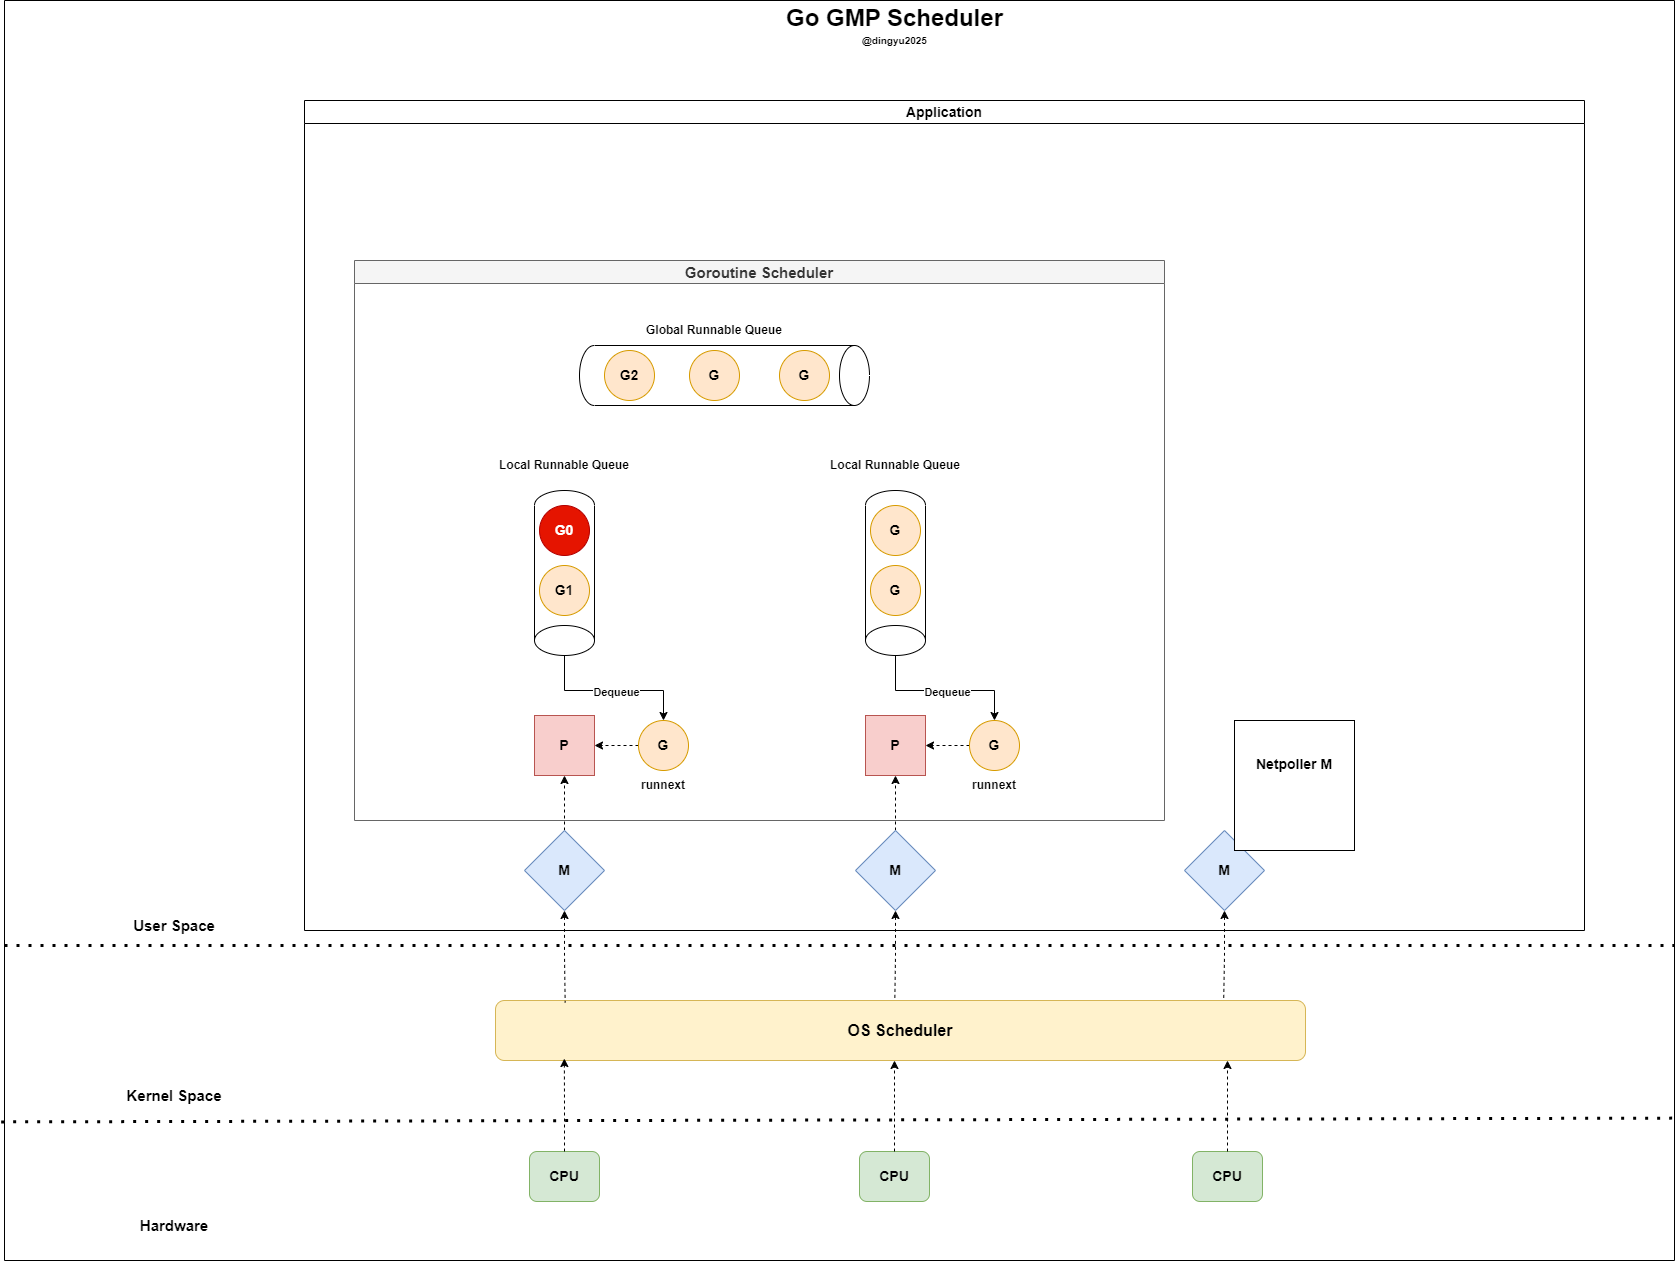 Go GMP Scheduler
@dingyu2025
Application
Goroutine Scheduler
Global Runnable Queue
G2 G G
Local Runnable Queue Local Runnable Queue
G0 G
G1 G
Dequeue Dequeue
P G P G
runnext runnext
Netpoller M
M M M
User Space
OS Scheduler
Kernel Space
CPU CPU CPU
Hardware